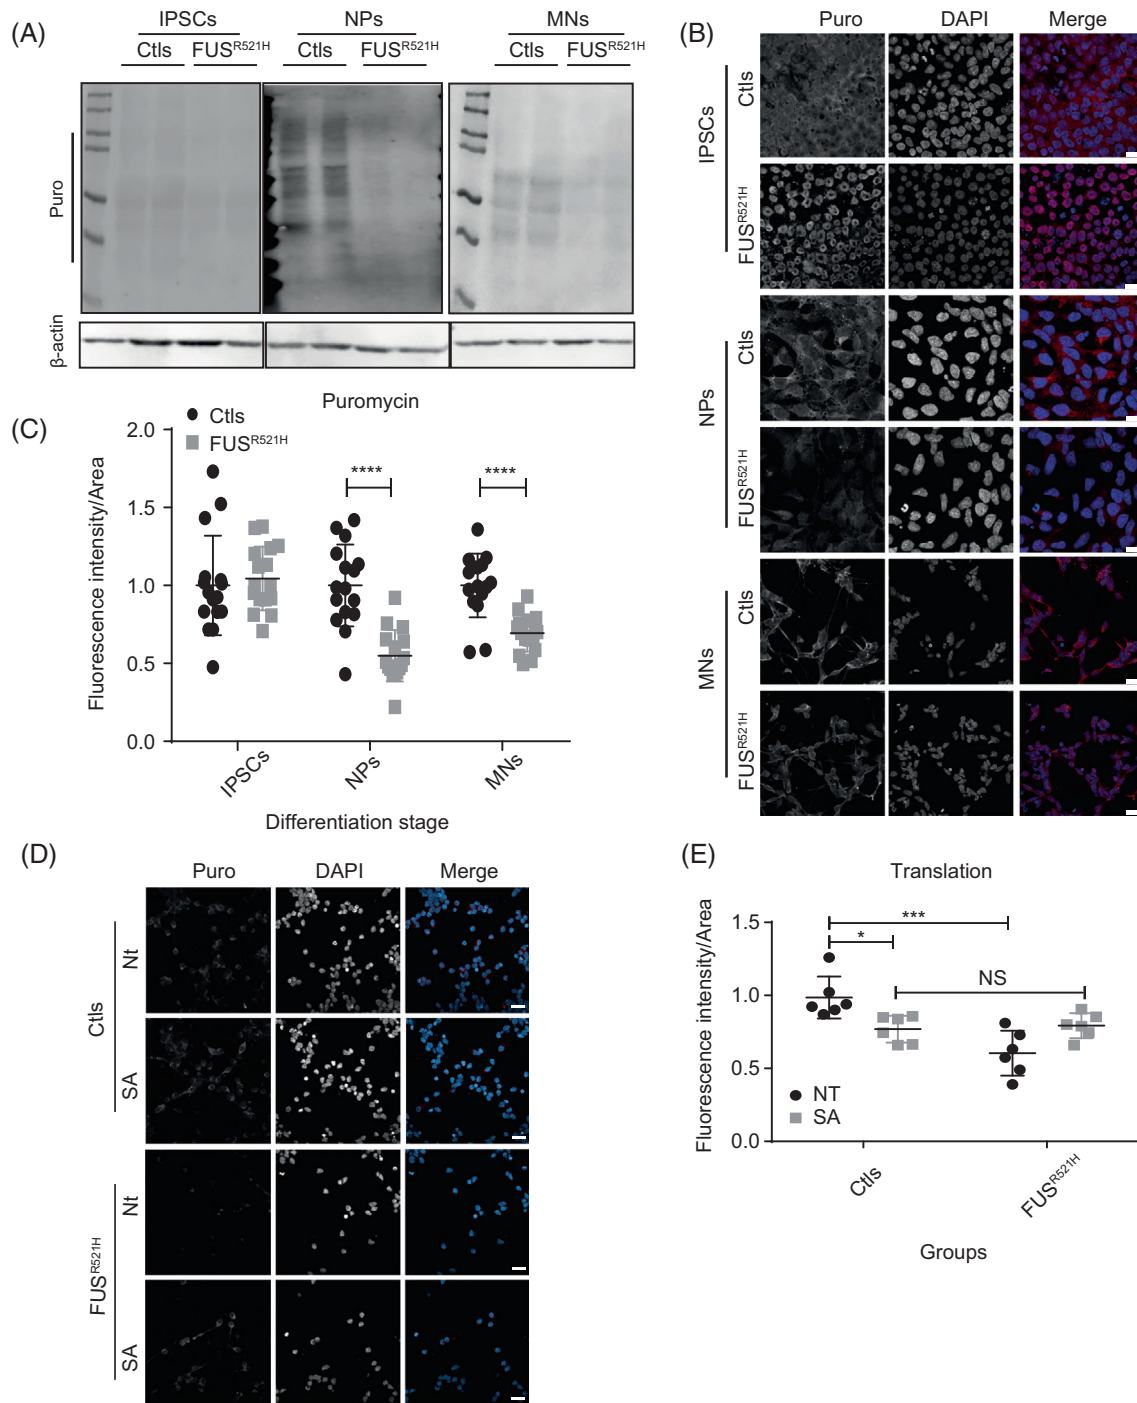 (A)
IPSCs NPs MNs
Ctls FUSR521H Ctls FUSR521H Ctls FUSR521H
Puro
β-actin
(B)
Puro DAPI Merge
IPSCs
Ctls
FUSR521H
NPs
Ctls
FUSR521H
MNs
Ctls
FUSR521H
(C)
Puromycin
Ctls
FUSR521H
Fluorescence intensity/Area
2.0
1.5
1.0
0.5
0.0
****
****
IPSCs NPs MNs
Differentiation stage
(D)
Puro DAPI Merge
Ctls
Nt
SA
FUSR521H
Nt
SA
(E)
Translation
Fluorescence intensity/Area
1.5
1.0
0.5
0.0
***
*
NS
NT
SA
Ctls FUSR521H
Groups